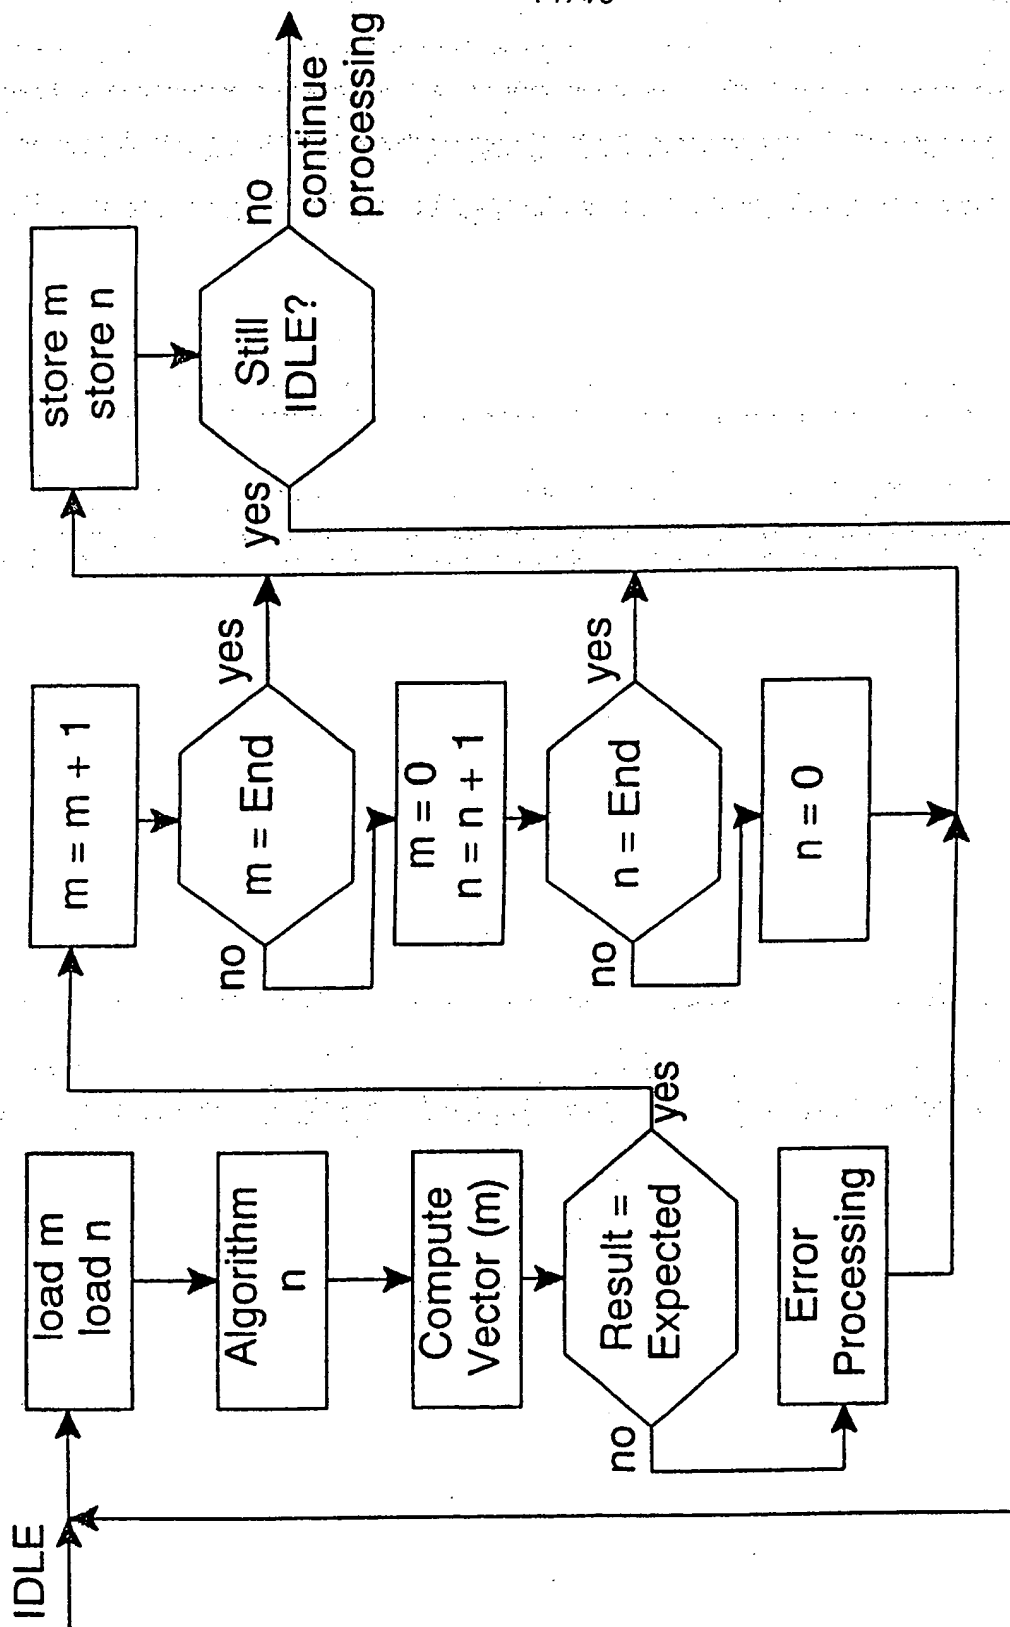 IDLE
load m
load n
Algorithm
n
Compute
Vector (m)
Result =
Expected
yes
no
Error
Processing
m = m + 1
m = End
yes
no
m = 0
n = n + 1
n = End
yes
no
n = 0
store m
store n
Still
IDLE?
yes
no
continue
processing